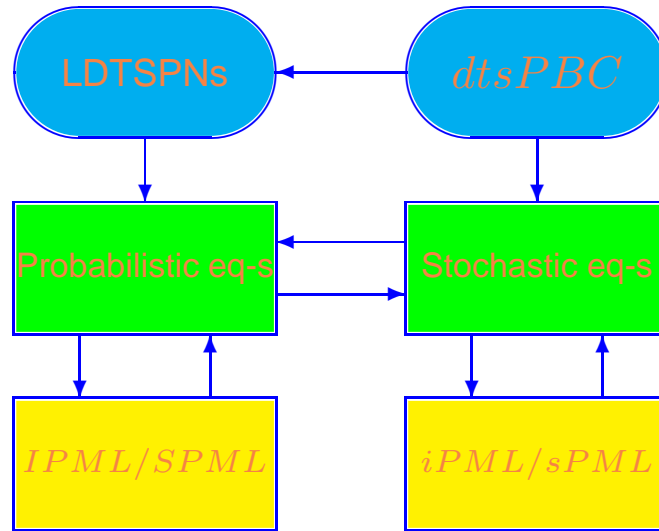 LDTSPNs
dtsPBC
Probabilistic eq-s
Stochastic eq-s
IPML/SPML
iPML/sPML